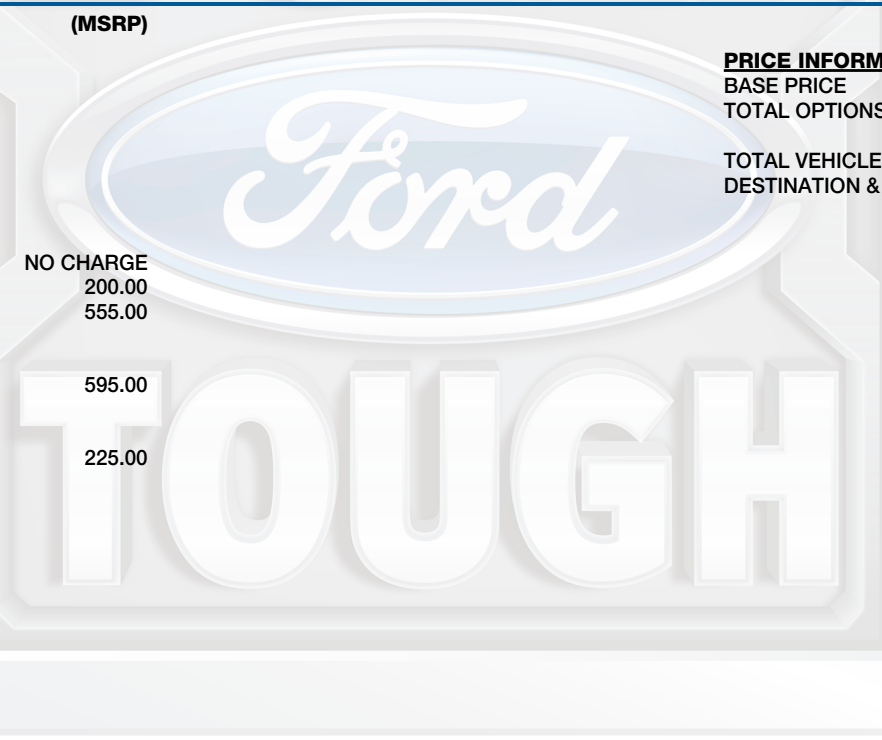 (MSRP)
NO CHARGE
200.00
555.00
595.00
225.00
PRICE INFORM
BASE PRICE
TOTAL OPTIONS
TOTAL VEHICLE
DESTINATION &
Ford
TOUGH